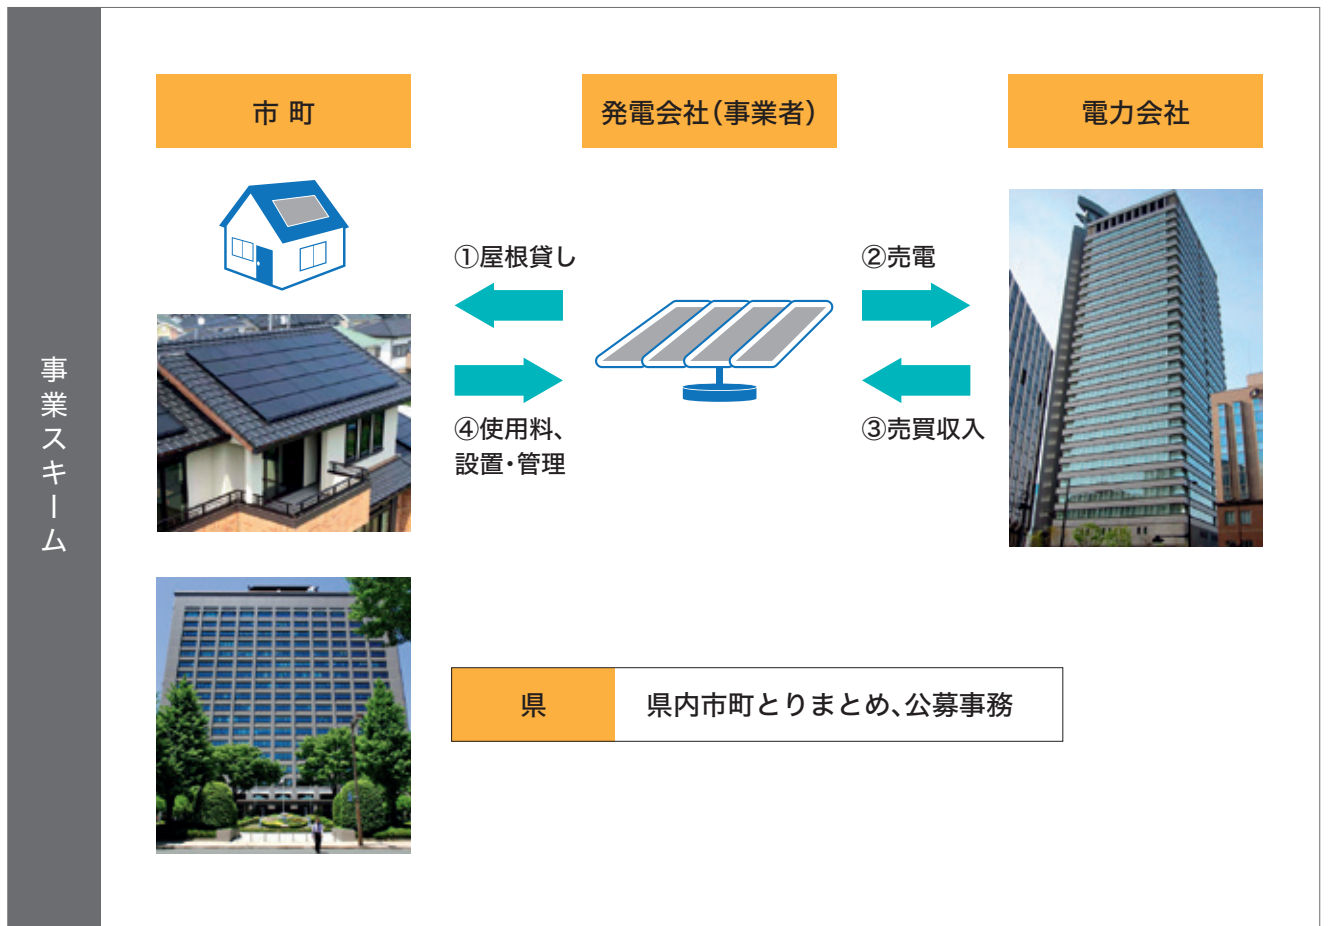 事業スキーム
市 町
発電会社(事業者)
電力会社
①屋根貸し
②売電
④使用料、
設置・管理
③売買収入
県
県内市町とりまとめ、公募事務